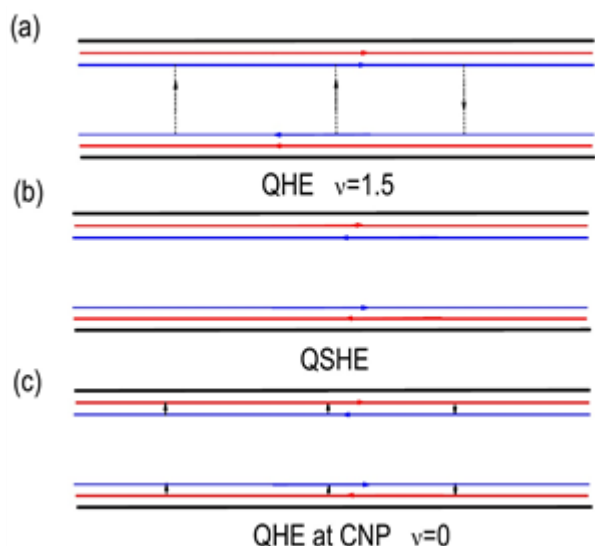 (a)
QHE ν=1.5
(b)
QSHE
(c)
QHE at CNP ν=0